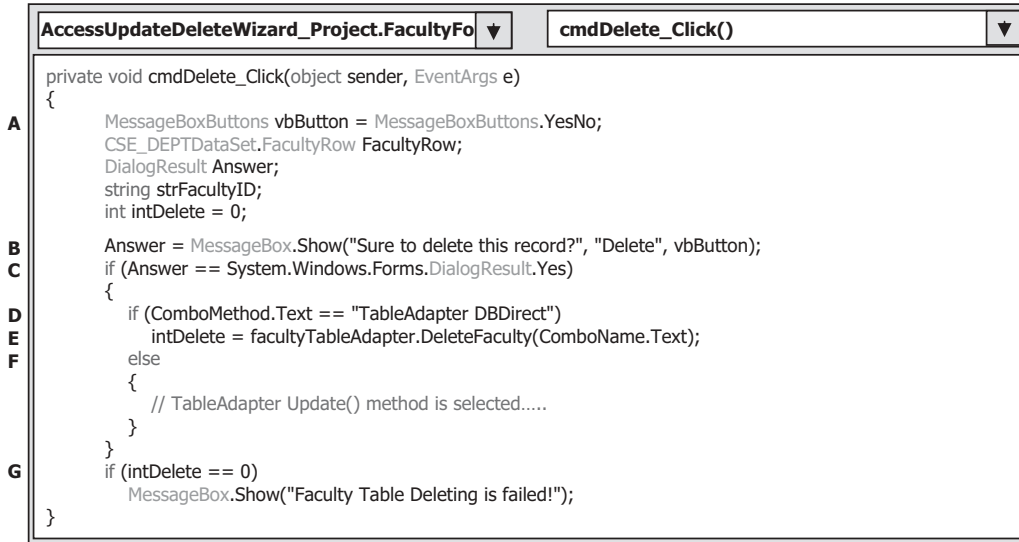 AccessUpdateDeleteWizard_Project.FacultyFo cmdDelete_Click()
private void cmdDelete_Click(object sender, EventArgs e)
{
A MessageBoxButtons vbButton = MessageBoxButtons.YesNo;
CSE_DEPTDataSet.FacultyRow FacultyRow;
DialogResult Answer;
string strFacultyID;
int intDelete = 0;
B Answer = MessageBox.Show("Sure to delete this record?", "Delete", vbButton);
C if (Answer == System.Windows.Forms.DialogResult.Yes)
{
D if (ComboMethod.Text == "TableAdapter DBDirect")
E intDelete = facultyTableAdapter.DeleteFaculty(ComboName.Text);
F else
{
// TableAdapter Update() method is selected…..
}
}
G if (intDelete == 0)
MessageBox.Show("Faculty Table Deleting is failed!");
}